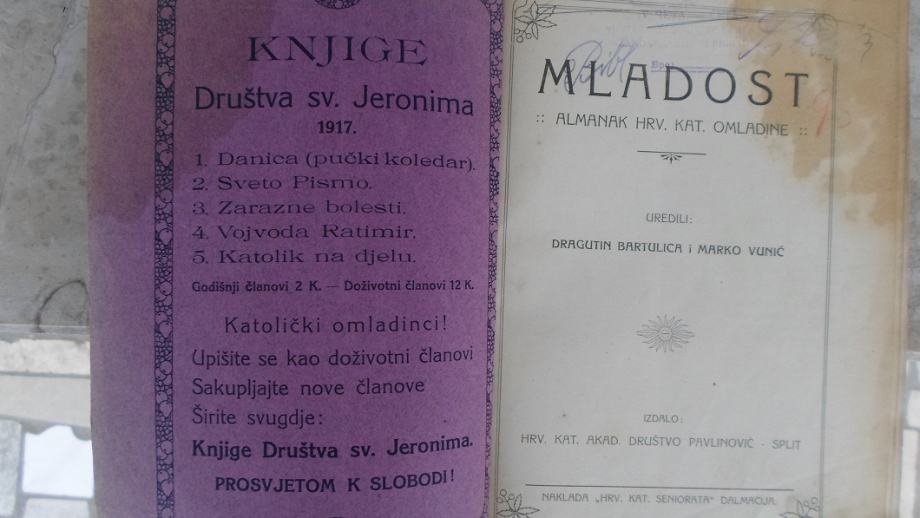 KNJIGE
Društva sv. Jeronima
1917.
1. Danica (pučki koledar).
2. Sveto Pismo.
3. Zarazne bolesti.
4. Vojvoda Ratimir.
5. Katolik na djelu.
Godišnji članovi 2 K. — Doživotni članovi 12 K.
Katolički omladinci!
Upišite se kao doživotni članovi
Sakupljajte nove članove
Širite svugdje:
Knjige Društva sv. Jeronima.
PROSVJETOM K SLOBODI!
Bibl
MLADOST
:: ALMANAK HRV. KAT. OMLADINE ::
UREDILI:
DRAGUTIN BARTULICA i MARKO VUNIĆ
IZDALO:
HRV. KAT. AKAD. DRUŠTVO PAVLINOVIĆ - SPLIT
NAKLADA „HRV. KAT. SENIORATA" DALMACIJA.